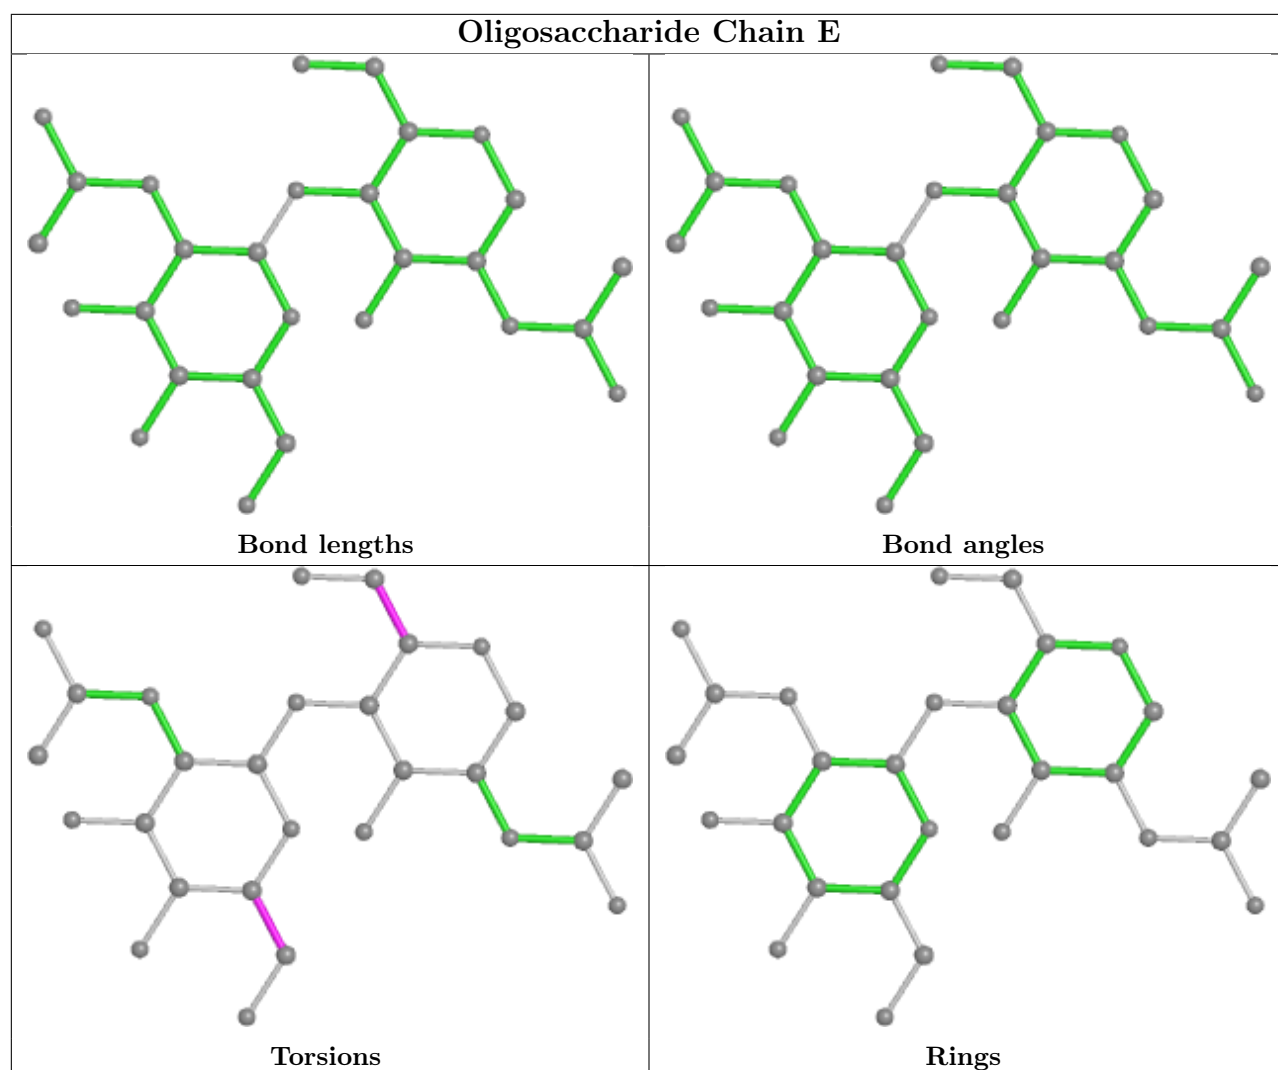 Oligosaccharide Chain E
Bond lengths
Bond angles
Torsions
Rings